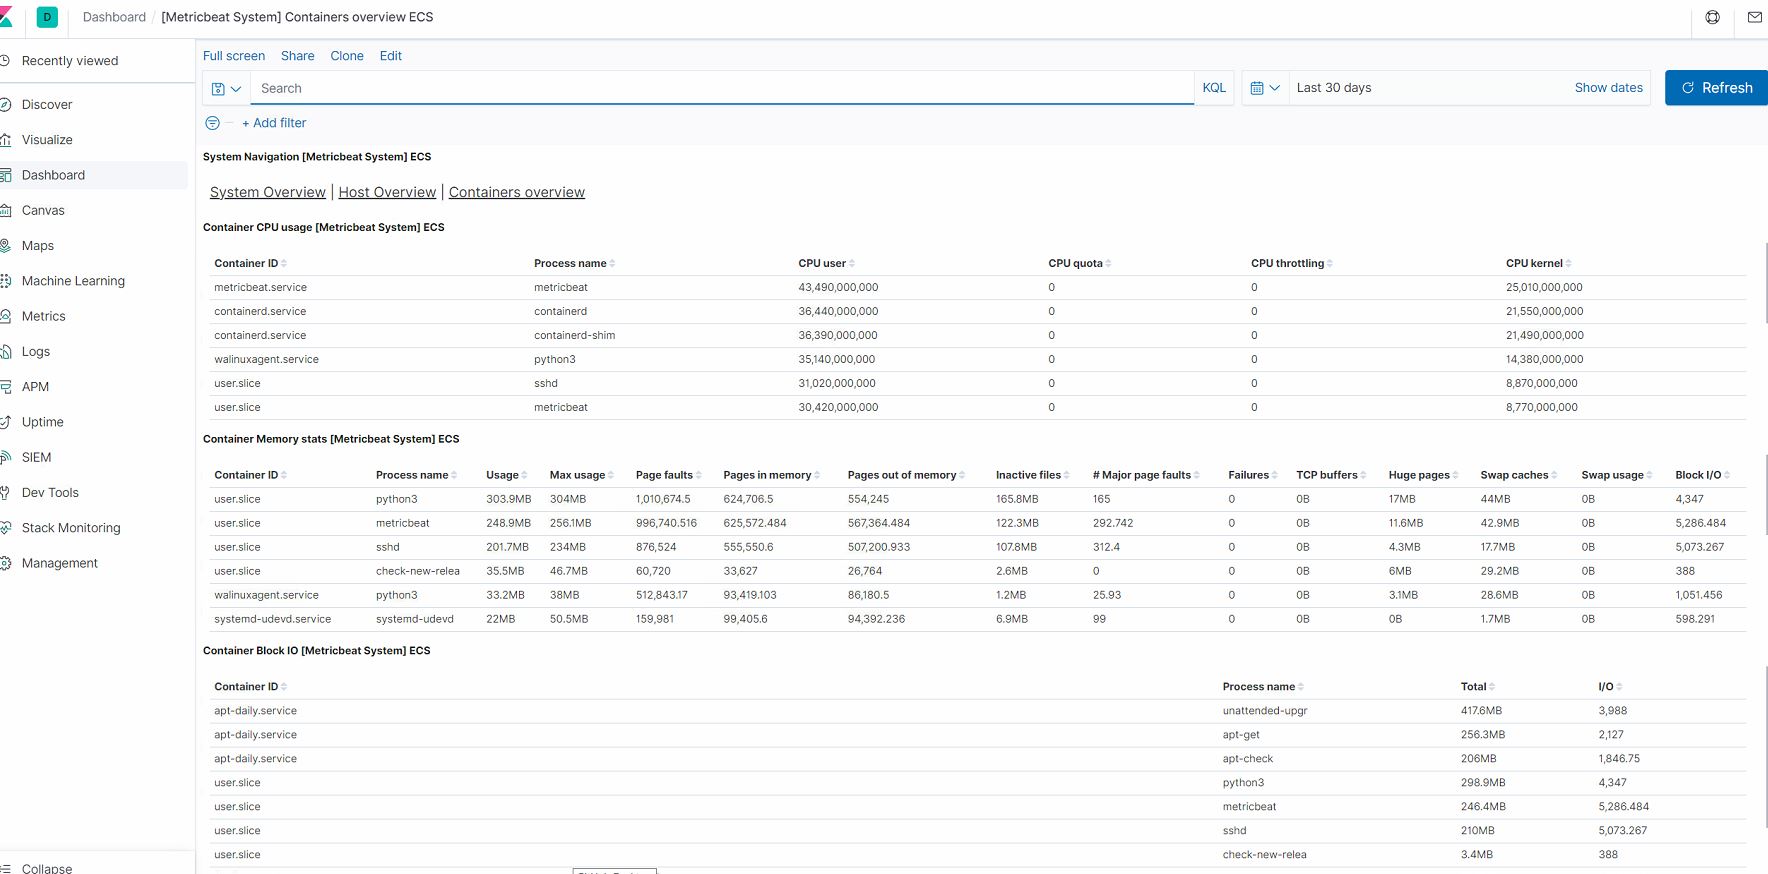 D Dashboard / [Metricbeat System] Containers overview ECS
Recently viewed
Discover
Visualize
Dashboard
Canvas
Maps
Machine Learning
Metrics
Logs
APM
Uptime
SIEM
Dev Tools
Stack Monitoring
Management
Collapse
Full screen Share Clone Edit
Search KQL Last 30 days Show dates Refresh
+ Add filter
System Navigation [Metricbeat System] ECS
System Overview | Host Overview | Containers overview
Container CPU usage [Metricbeat System] ECS
Container ID Process name CPU user CPU quota CPU throttling CPU kernel
metricbeat.service metricbeat 43,490,000,000 0 0 25,010,000,000
containerd.service containerd 36,440,000,000 0 0 21,550,000,000
containerd.service containerd-shim 36,390,000,000 0 0 21,490,000,000
walinuxagent.service python3 35,140,000,000 0 0 14,380,000,000
user.slice sshd 31,020,000,000 0 0 8,870,000,000
user.slice metricbeat 30,420,000,000 0 0 8,770,000,000
Container Memory stats [Metricbeat System] ECS
Container ID Process name Usage Max usage Page faults Pages in memory Pages out of memory Inactive files # Major page faults Failures TCP buffers Huge pages Swap caches Swap usage Block I/O
user.slice python3 303.9MB 304MB 1,010,674.5 624,706.5 554,245 165.8MB 165 0 0B 17MB 44MB 0B 4,347
user.slice metricbeat 248.9MB 256.1MB 996,740.516 625,572.484 567,364.484 122.3MB 292.742 0 0B 11.6MB 42.9MB 0B 5,286.484
user.slice sshd 201.7MB 234MB 876,524 555,550.6 507,200.933 107.8MB 312.4 0 0B 4.3MB 17.7MB 0B 5,073.267
user.slice check-new-relea 35.5MB 46.7MB 60,720 33,627 26,764 2.6MB 0 0 0B 6MB 29.2MB 0B 388
walinuxagent.service python3 33.2MB 38MB 512,843.17 93,419.103 86,180.5 1.2MB 25.93 0 0B 3.1MB 28.6MB 0B 1,051.456
systemd-udevd.service systemd-udevd 22MB 50.5MB 159,981 99,405.6 94,392.236 6.9MB 99 0 0B 0B 1.7MB 0B 598.291
Container Block IO [Metricbeat System] ECS
Container ID Process name Total I/O
apt-daily.service unattended-upgr 417.6MB 3,988
apt-daily.service apt-get 256.3MB 2,127
apt-daily.service apt-check 206MB 1,846.75
user.slice python3 298.9MB 4,347
user.slice metricbeat 246.4MB 5,286.484
user.slice sshd 210MB 5,073.267
user.slice check-new-relea 3.4MB 388